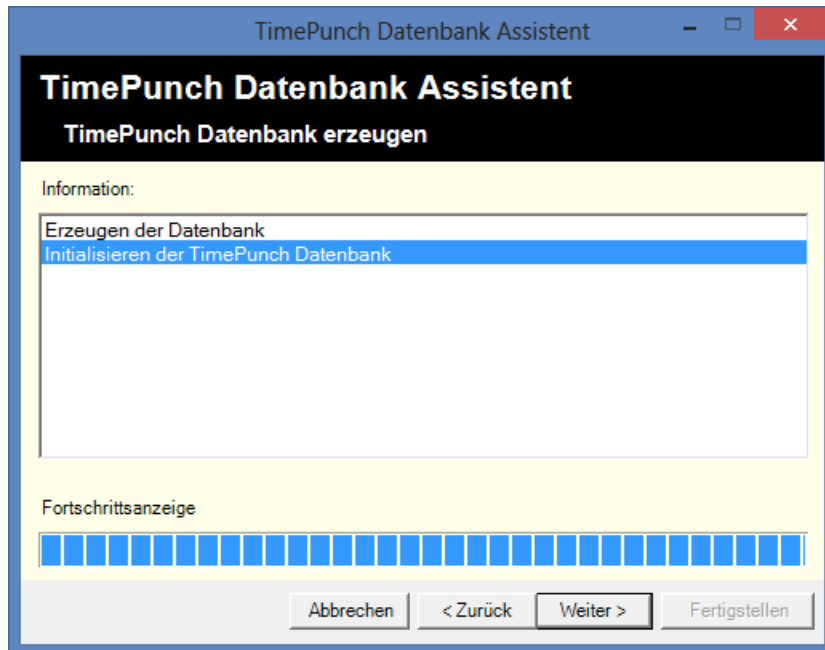 TimePunch Datenbank Assistent
TimePunch Datenbank Assistent
TimePunch Datenbank erzeugen
Information:
Erzeugen der Datenbank
Initialisieren der TimePunch Datenbank
Fortschrittsanzeige
Abbrechen < Zurück Weiter > Fertigstellen